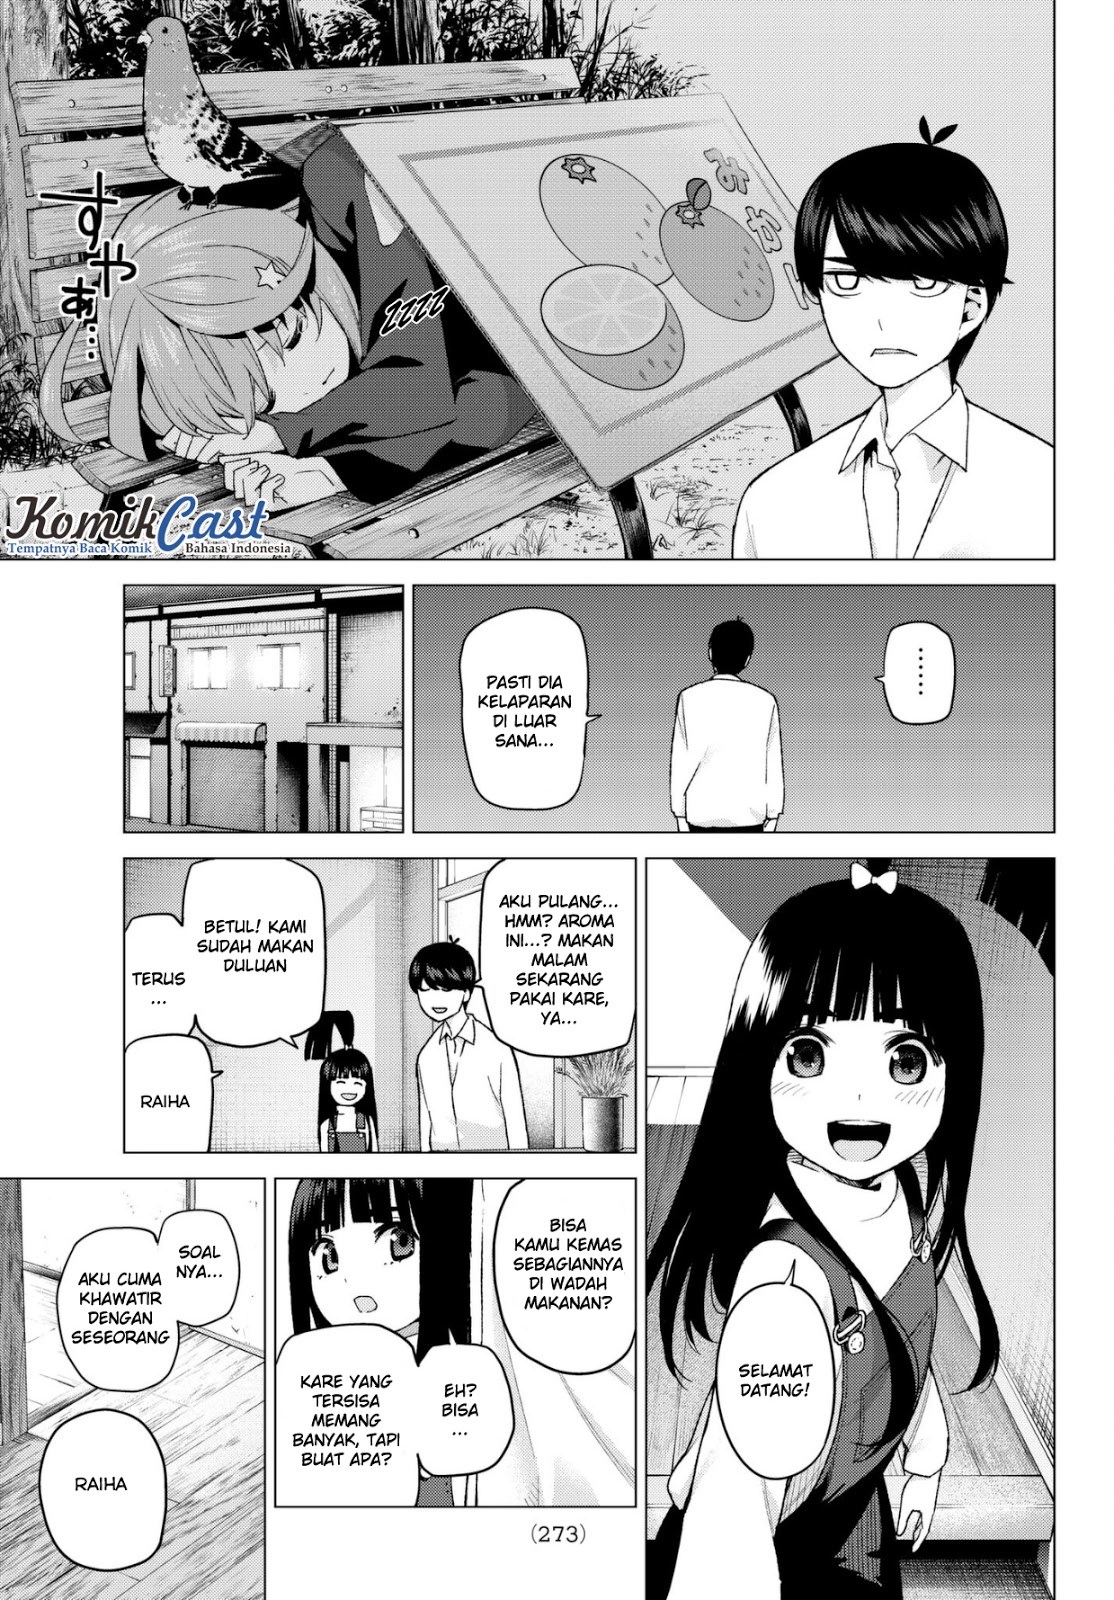 すやぁ…
ZZZZ
みかん
KomikCast
Tempatnya Baca Komik Bahasa Indonesia
........
PASTI DIA
KELAPARAN
DI LUAR
SANA...
SELAMAT
DATANG!
AKU PULANG...
HMM? AROMA
INI...? MAKAN
MALAM
SEKARANG
PAKAI KARE,
YA...
BETUL! KAMI
SUDAH MAKAN
DULUAN
TERUS
...
RAIHA
BISA
KAMU KEMAS
SEBAGIANNYA
DI WADAH
MAKANAN?
EH?
BISA
...
KARE YANG
TERSISA
MEMANG
BANYAK, TAPI
BUAT APA?
SOAL
NYA...
AKU CUMA
KHAWATIR
DENGAN
SESEORANG
RAIHA
(273)